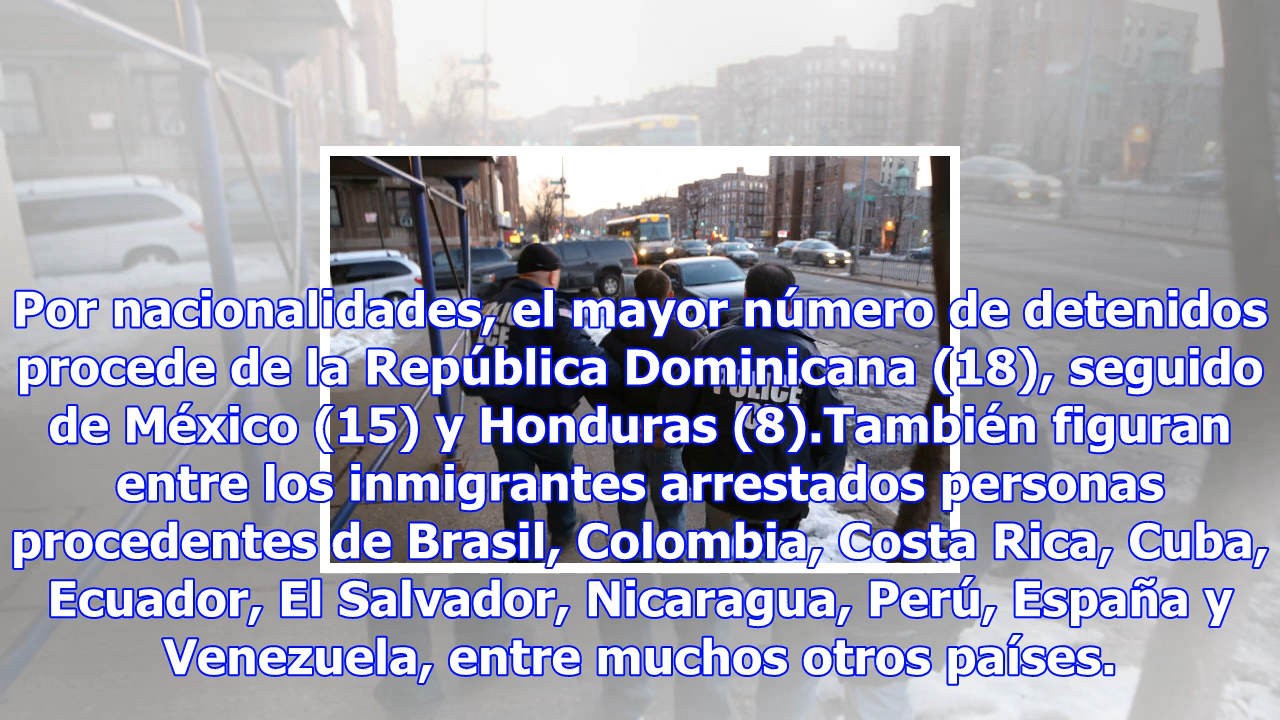 Por nacionalidades, el mayor número de detenidos
procede de la República Dominicana (18), seguido
de México (15) y Honduras (8).También figuran
entre los inmigrantes arrestados personas
procedentes de Brasil, Colombia, Costa Rica, Cuba,
Ecuador, El Salvador, Nicaragua, Perú, España y
Venezuela, entre muchos otros países.
POLICE